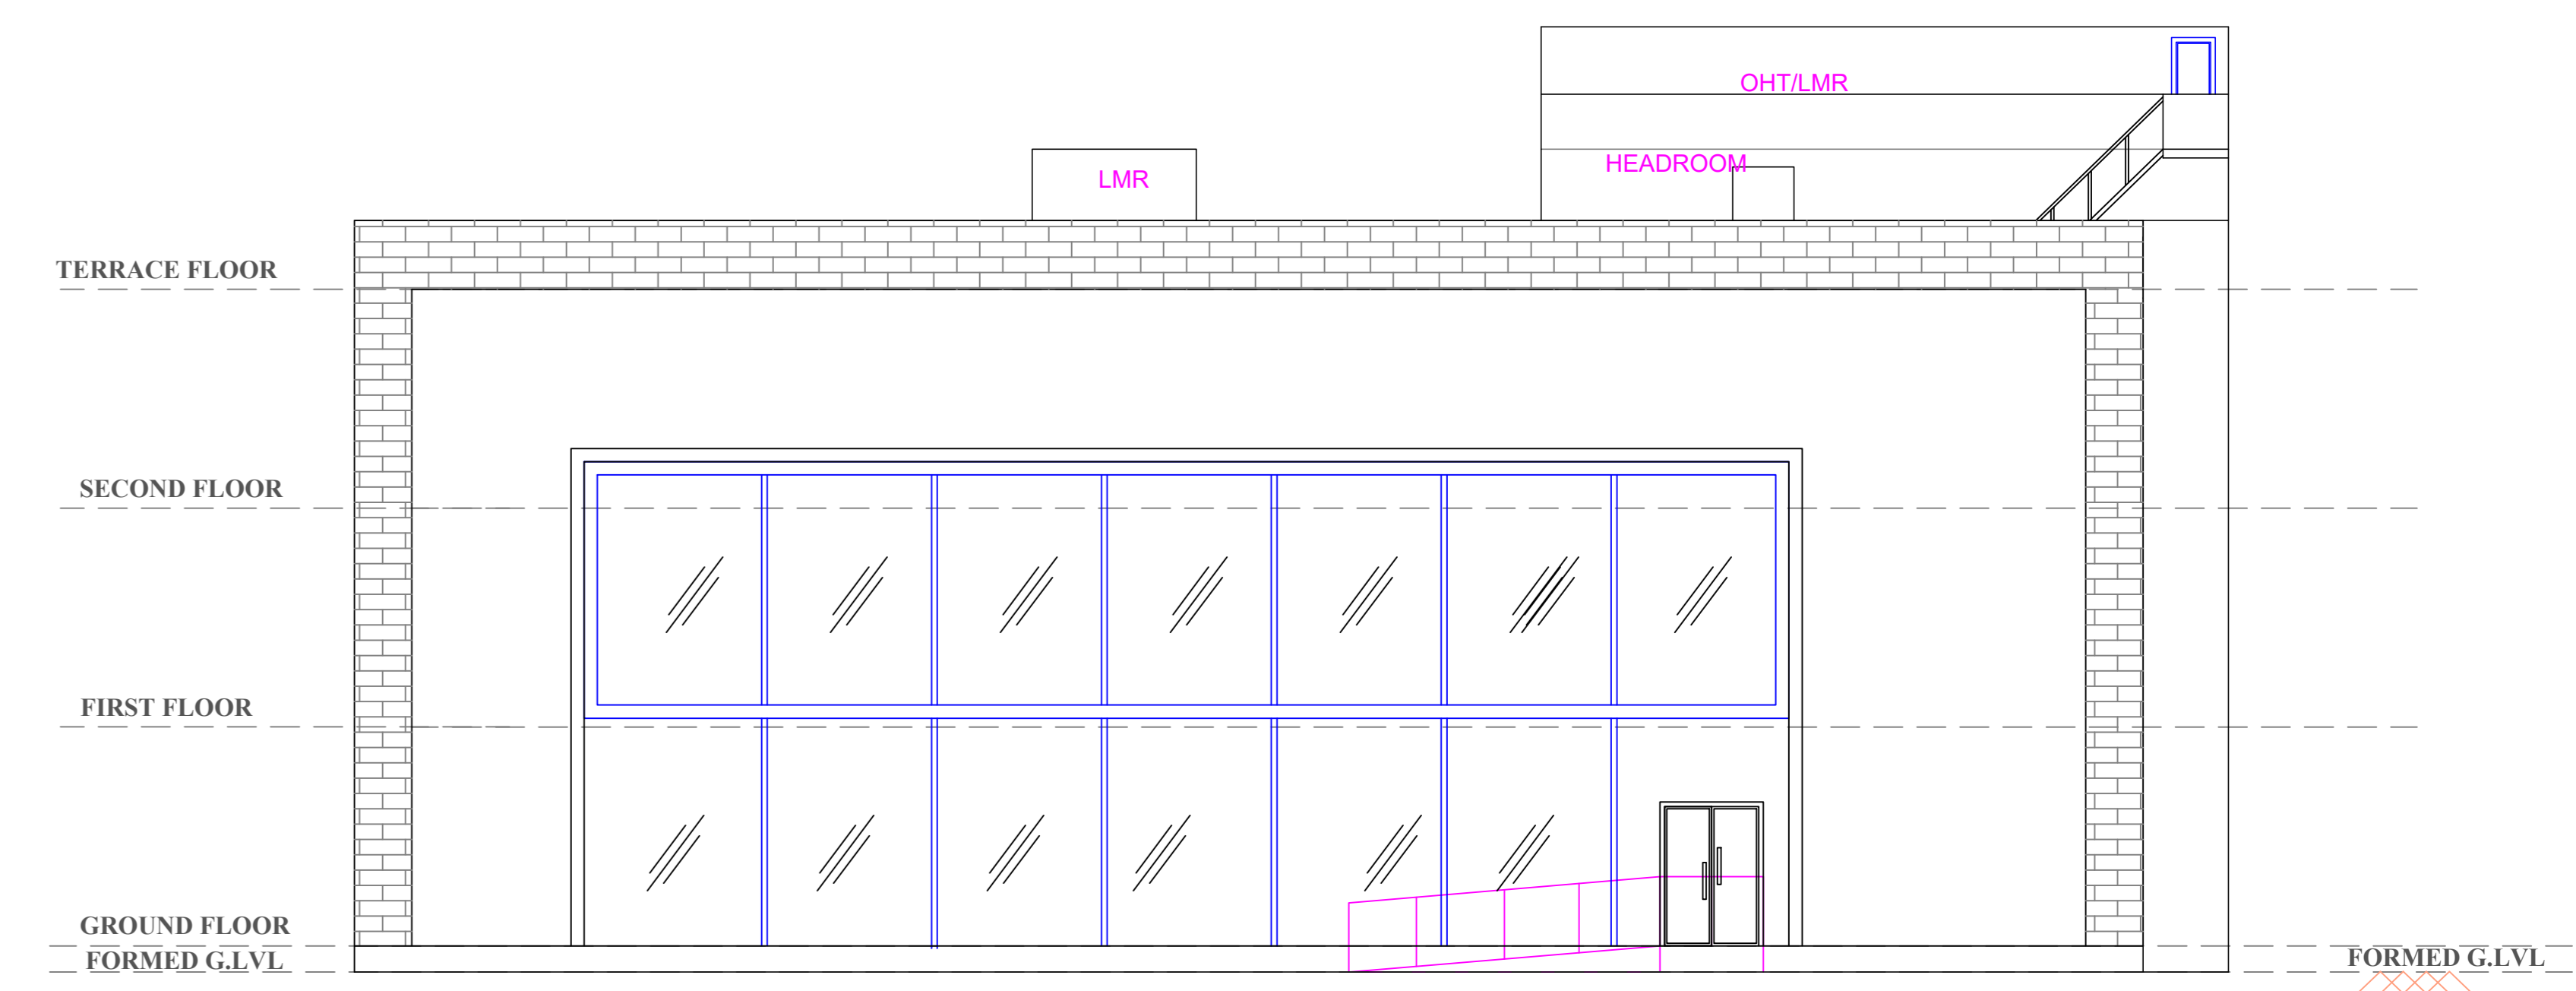 OHT/LMR
HEADROOM
LMR
TERRACE FLOOR
SECOND FLOOR
FIRST FLOOR
GROUND FLOOR
FORMED G.LVL
FORMED G.LVL